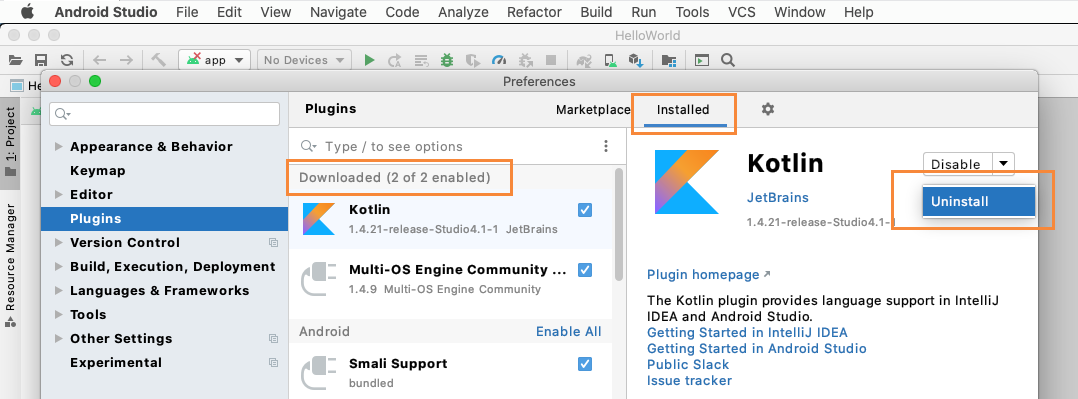 Android Studio File Edit View Navigate Code Analyze Refactor Build Run Tools VCS Window Help
HelloWorld
app No Devices
He
Preferences
1: Project
Resource Manager
Appearance & Behavior
Keymap
Editor
Plugins
Version Control
Build, Execution, Deployment
Languages & Frameworks
Tools
Other Settings
Experimental
Plugins Marketplace Installed
Type / to see options
Downloaded (2 of 2 enabled)
Kotlin
1.4.21-release-Studio4.1-1 JetBrains
Multi-OS Engine Community ...
1.4.9 Multi-OS Engine Community
Android Enable All
Smali Support
bundled
Kotlin
Disable
Uninstall
JetBrains
1.4.21-release-Studio4.1-1
Plugin homepage ↗
The Kotlin plugin provides language support in IntelliJ
IDEA and Android Studio.
Getting Started in IntelliJ IDEA
Getting Started in Android Studio
Public Slack
Issue tracker